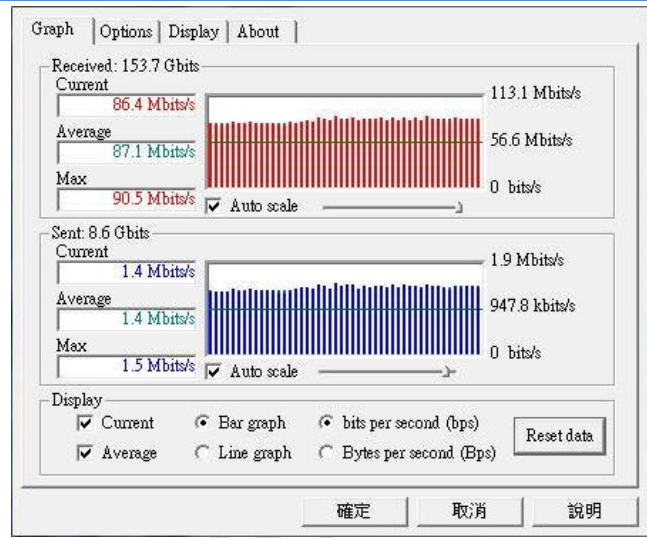 Graph Options Display About
Received: 153.7 Gbits
Current
86.4 Mbits/s
Average
87.1 Mbits/s
Max
90.5 Mbits/s
113.1 Mbits/s
56.6 Mbits/s
0 bits/s
Auto scale
Sent: 8.6 Gbits
Current
1.4 Mbits/s
Average
1.4 Mbits/s
Max
1.5 Mbits/s
1.9 Mbits/s
947.8 kbits/s
0 bits/s
Auto scale
Display
Current Bar graph bits per second (bps)
Average Line graph Bytes per second (Bps)
Reset data
確定 取消 說明